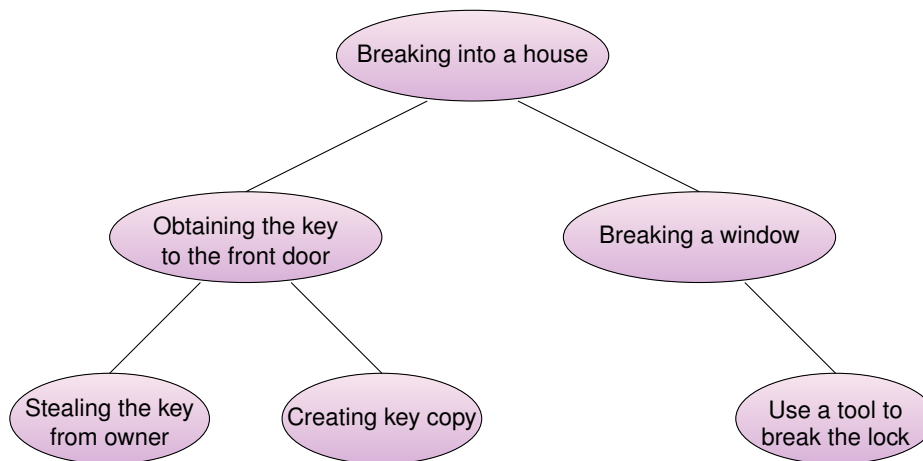 Breaking into a house
Obtaining the key
to the front door
Breaking a window
Stealing the key
from owner
Creating key copy
Use a tool to
break the lock